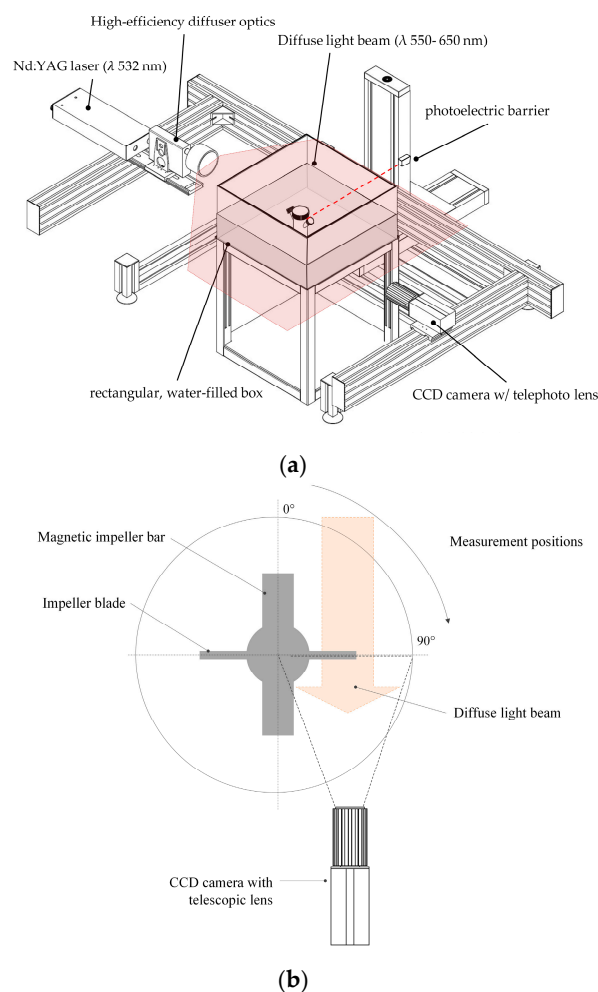 High-efficiency diffuser optics
Diffuse light beam (λ 550- 650 nm)
Nd:YAG laser (λ 532 nm)
photoelectric barrier
rectangular, water-filled box
CCD camera w/ telephoto lens
(a)
0°
Magnetic impeller bar
Measurement positions
Impeller blade
90°
Diffuse light beam
CCD camera with
telescopic lens
(b)